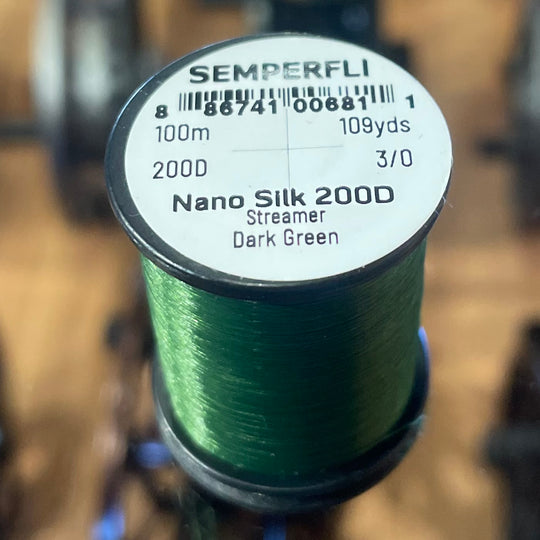 SEMPERFLI
8 86741 00681 1
100m 109yds
200D 3/0
Nano Silk 200D
Streamer
Dark Green